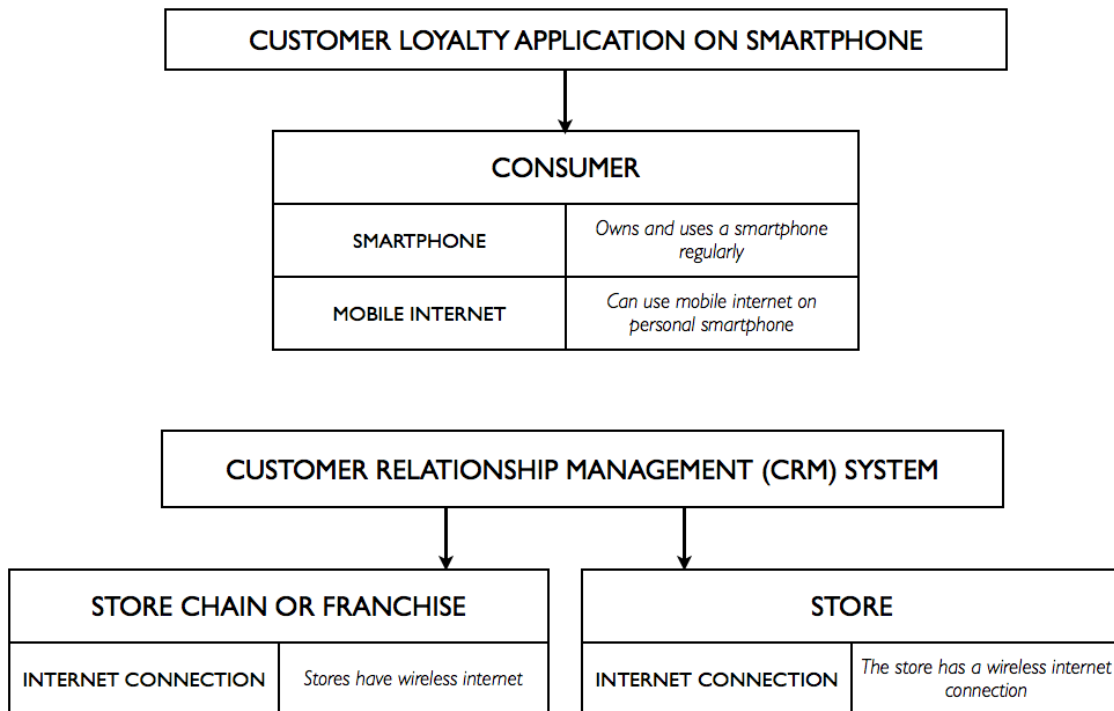 CUSTOMER LOYALTY APPLICATION ON SMARTPHONE
CONSUMER
SMARTPHONE
Owns and uses a smartphone
regularly
MOBILE INTERNET
Can use mobile internet on
personal smartphone
CUSTOMER RELATIONSHIP MANAGEMENT (CRM) SYSTEM
STORE CHAIN OR FRANCHISE
INTERNET CONNECTION
Stores have wireless internet
STORE
INTERNET CONNECTION
The store has a wireless internet
connection